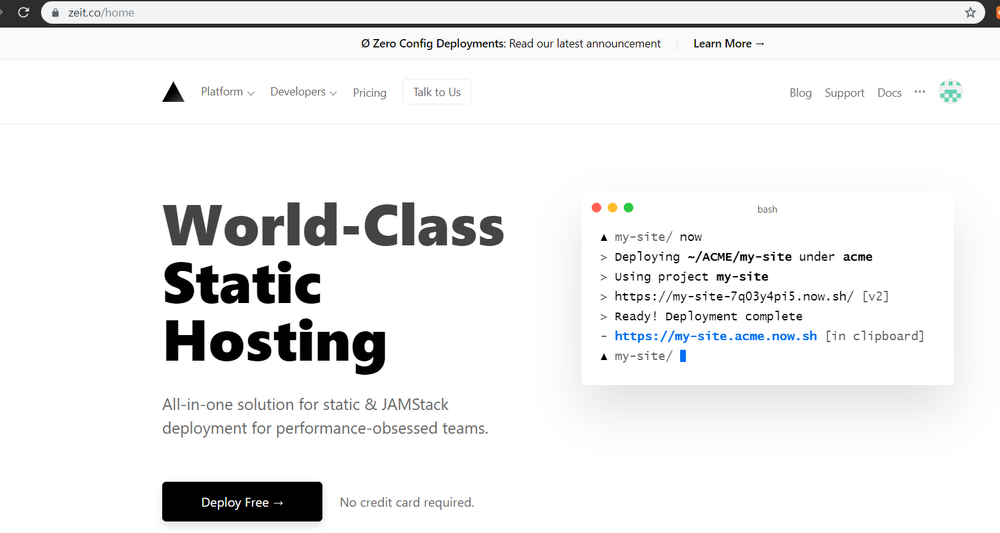 zeit.co/home
Ø Zero Config Deployments: Read our latest announcement
Learn More →
Platform
Developers
Pricing
Talk to Us
Blog
Support
Docs
World-Class
Static
Hosting
All-in-one solution for static & JAMStack
deployment for performance-obsessed teams.
Deploy Free →
No credit card required.
bash
▲ my-site/ now
> Deploying ~/ACME/my-site under acme
> Using project my-site
> https://my-site-7q03y4pi5.now.sh/ [v2]
> Ready! Deployment complete
- https://my-site.acme.now.sh [in clipboard]
▲ my-site/